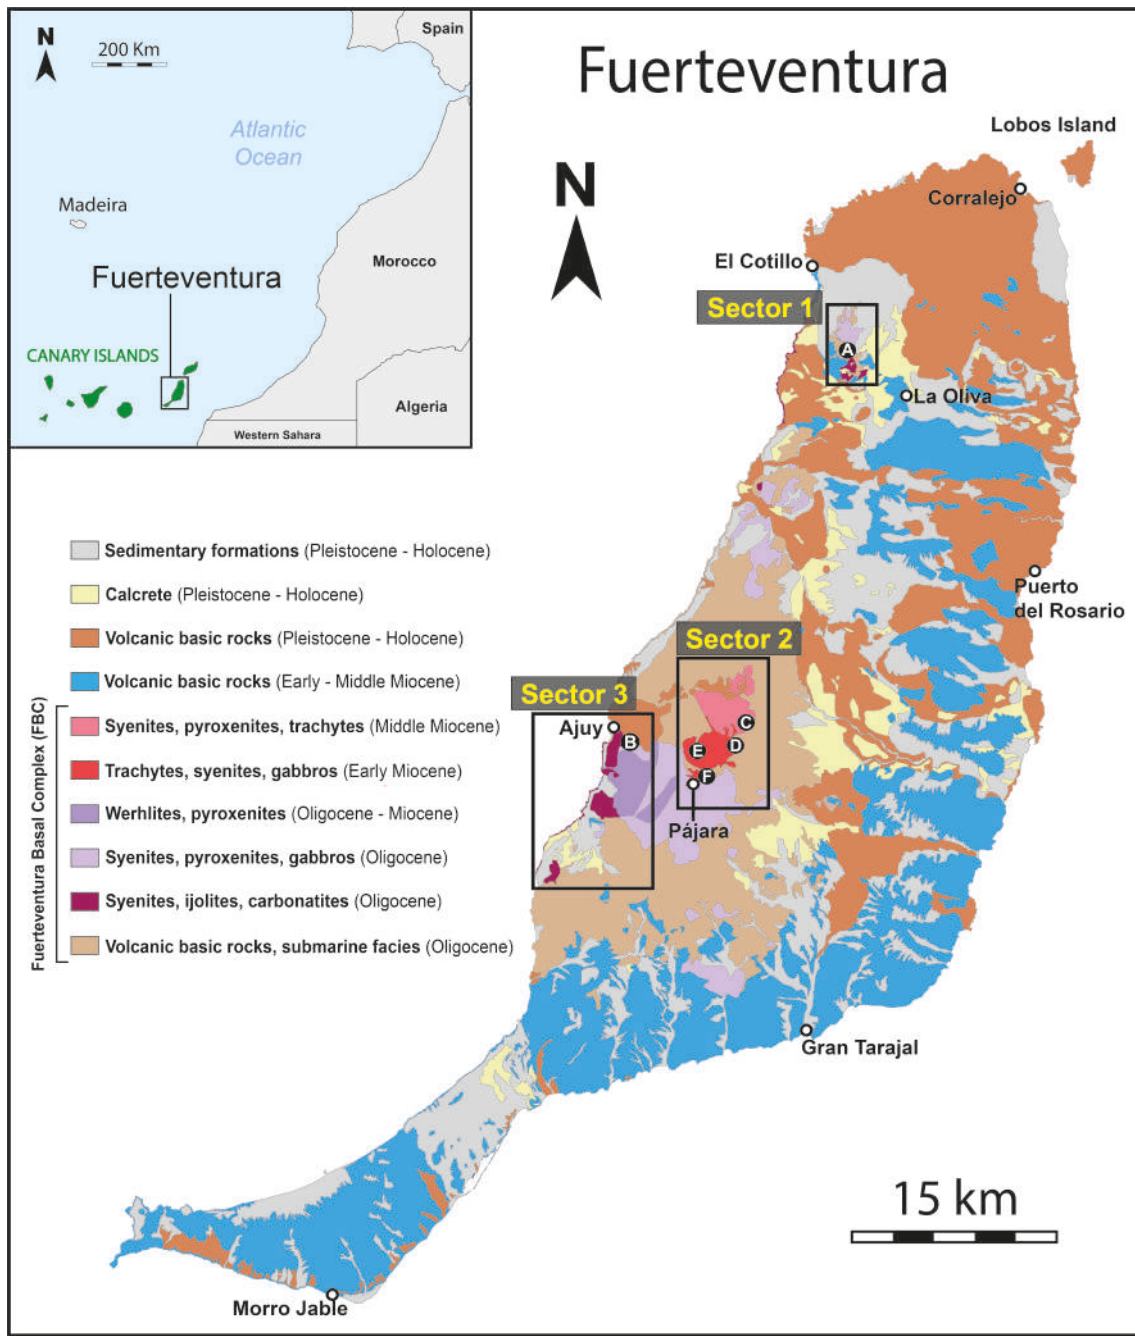 N
200 Km
Spain
Atlantic
Ocean
Madeira
Morocco
Fuerteventura
CANARY ISLANDS
Algeria
Western Sahara
Fuerteventura
Lobos Island
N
Corralejo
El Cotillo
Sector 1
A
La Oliva
Puerto
del Rosario
Sector 2
Sector 3
Ajuy
B
C
D
E
F
Pájara
Gran Tarajal
Morro Jable
15 km
Sedimentary formations (Pleistocene - Holocene)
Calcrete (Pleistocene - Holocene)
Volcanic basic rocks (Pleistocene - Holocene)
Volcanic basic rocks (Early - Middle Miocene)
Fuerteventura Basal Complex (FBC)
Syenites, pyroxenites, trachytes (Middle Miocene)
Trachytes, syenites, gabbros (Early Miocene)
Werhlites, pyroxenites (Oligocene - Miocene)
Syenites, pyroxenites, gabbros (Oligocene)
Syenites, ijolites, carbonatites (Oligocene)
Volcanic basic rocks, submarine facies (Oligocene)